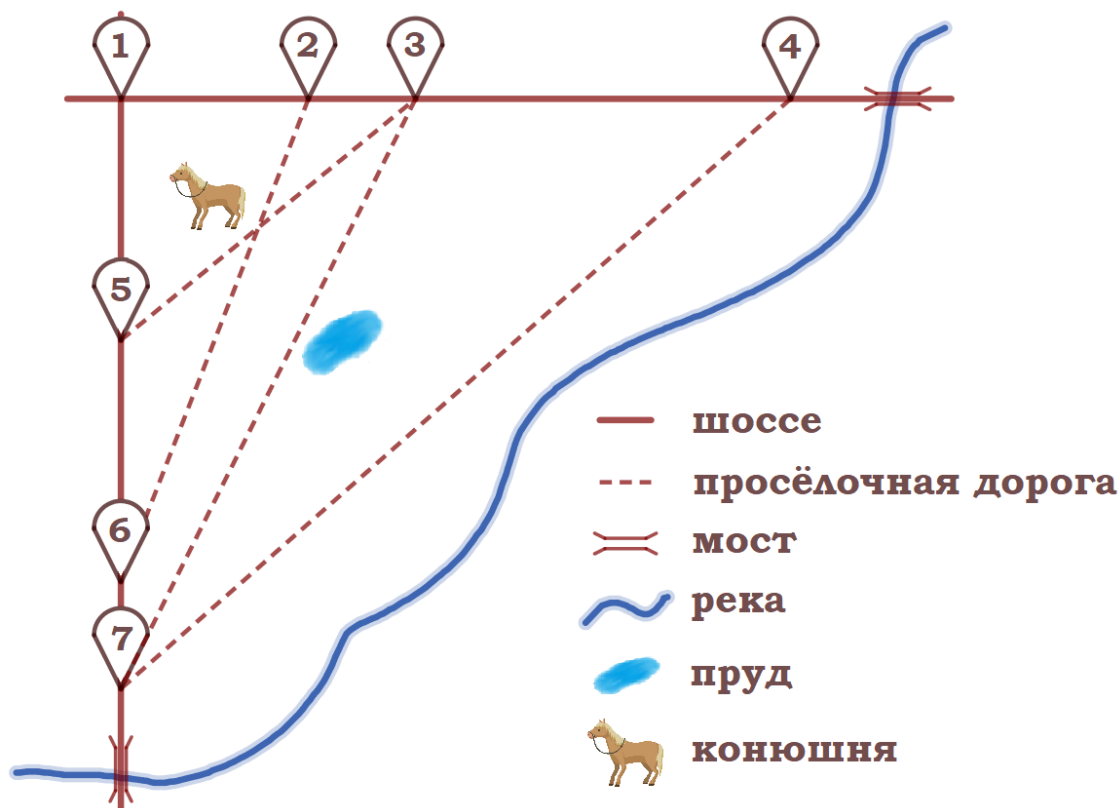 1 2 3 4
5
6
7
шоссе
просёлочная дорога
мост
река
пруд
конюшня